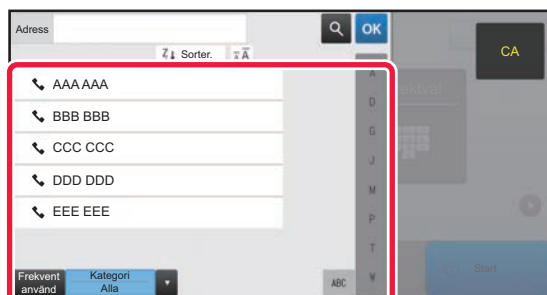 Adress
OK
CA
Sorter.
AAA AAA
BBB BBB
CCC CCC
DDD DDD
EEE EEE
A
D
G
J
M
P
T
W
Frekvent
använd
Kategori
Alla
ABC
Start